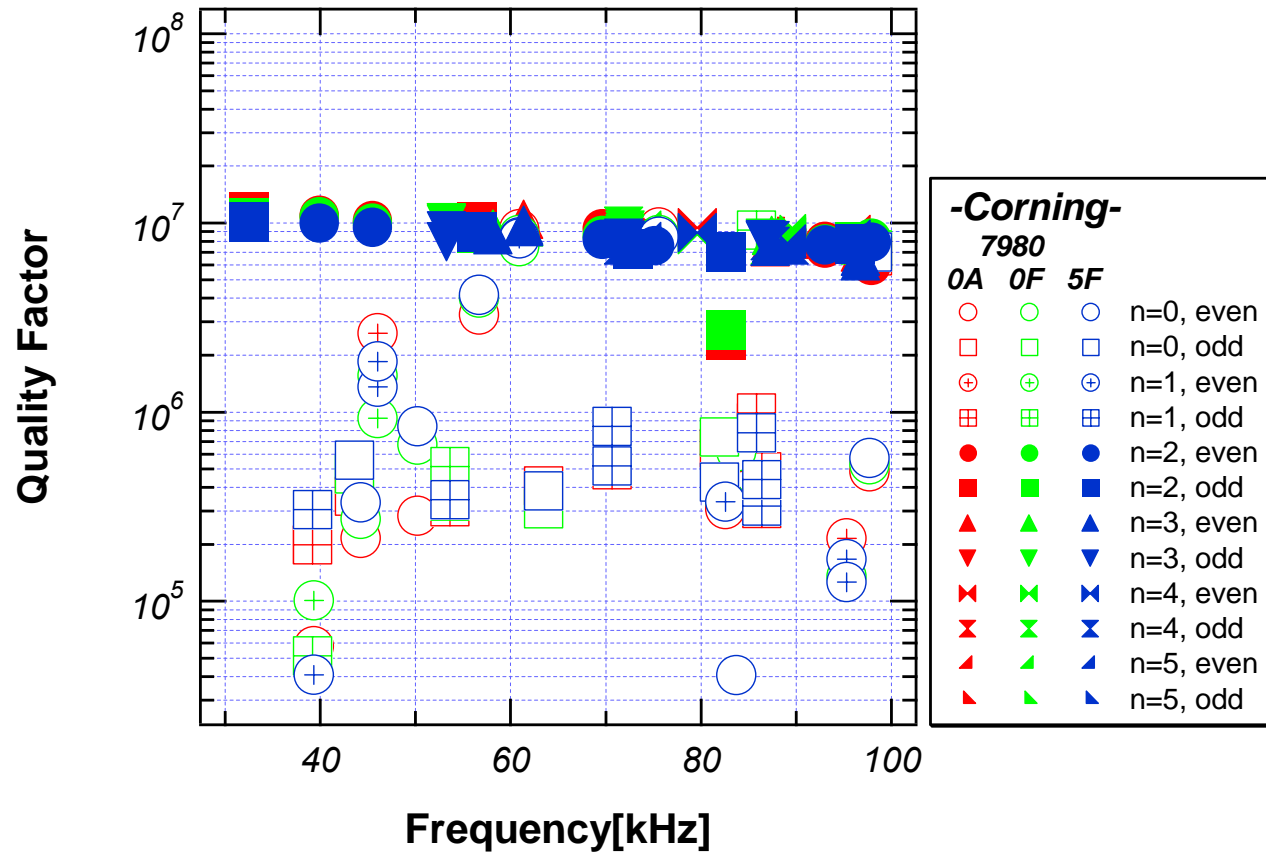 10^8
10^7
10^6
10^5
Quality Factor
40 60 80 100
Frequency[kHz]
-Corning-
7980
0A 0F 5F
n=0, even
n=0, odd
n=1, even
n=1, odd
n=2, even
n=2, odd
n=3, even
n=3, odd
n=4, even
n=4, odd
n=5, even
n=5, odd